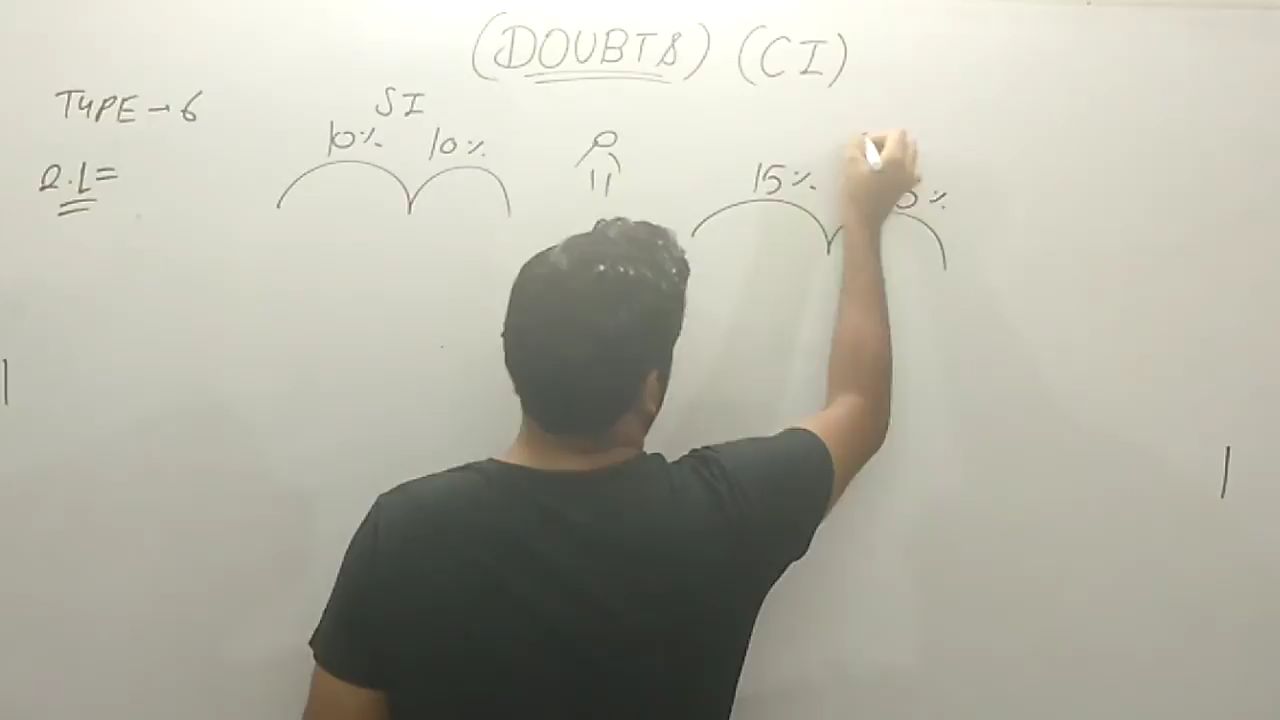 (DOUBTS) (CI)
TYPE → 6
SI
10% 10%
Q.1=
15%